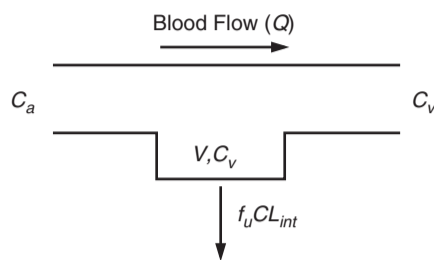 Blood Flow (Q)
Cₐ
Cᵥ
V,Cᵥ
fᵤCLᵢₙₜ